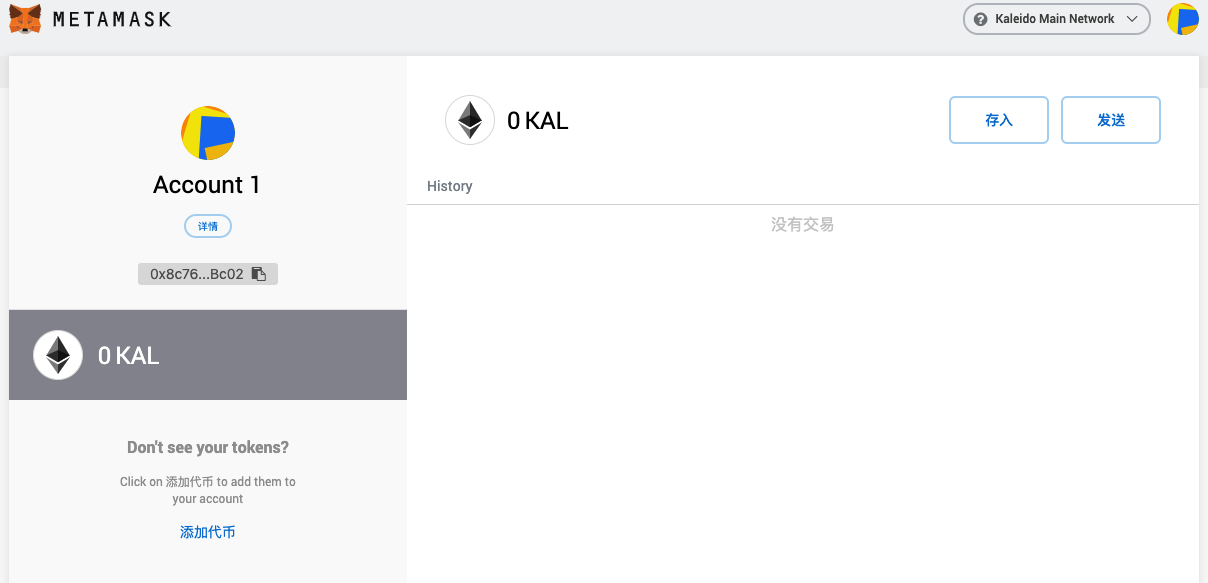 METAMASK
Kaleido Main Network
Account 1
详情
0x8c76...Bc02
0 KAL
Don't see your tokens?
Click on 添加代币 to add them to
your account
添加代币
0 KAL
存入
发送
History
没有交易